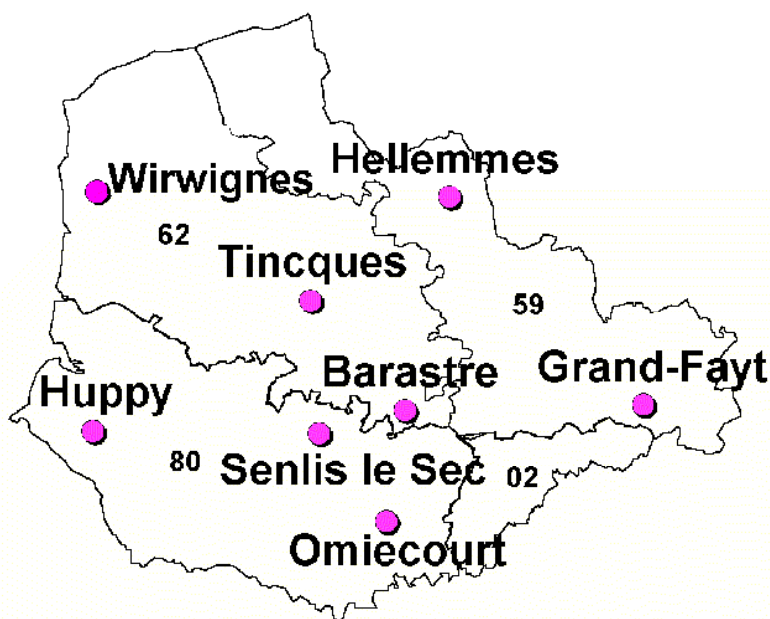 Hellemmes
Wirwignes
62
Tincques
59
Barastre
Grand-Fayt
Huppy
80
Senlis le Sec
02
Omiecourt